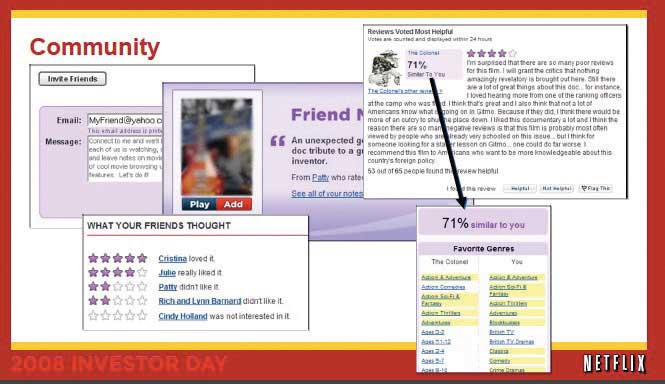 Community
Invite Friends
Email: MyFriend@yahoo.co
This email address is prote
Message: Connect to me and we'll
each of us is watching,
and leave notes on movie
of cool movie browsing
features. Let's do it!
Friend N
An unexpected ge
doc tribute to a gu
inventor.
From Patty who rate
See all of your notes
Play Add
Reviews Voted Most Helpful
Votes are counted and displayed within 24 hours
The Colonel
71%
Similar To You
The Colonel's other reviews
I'm surprised that there are so many poor reviews
for this film. I will grant the critics that nothing
amazingly revelatory is brought out here. Still there
are a lot of great things about this doc... for instance,
I loved hearing more from one of the ranking officers
at the camp who was fired. I think that's great and I also think that not a lot of
Americans know what is going on in Gitmo. Because if they did, I think there would be
more of an outcry to shut the place down. I liked this documentary a lot and I think the
reason there are so many negative reviews is that this film is probably most often
viewed by people who are already very schooled on this issue... but I think for
someone looking for a starter lesson on Gitmo... one could do far worse. I
recommend this film to Americans who want to be more knowledgeable about this
country's foreign policy.
53 out of 65 people found the review helpful
I found this review Helpful Not Helpful Flag This
WHAT YOUR FRIENDS THOUGHT
Cristina loved it.
Julie really liked it.
Patty didn't like it.
Rich and Lynn Barnard didn't like it.
Cindy Holland was not interested in it.
71% similar to you
Favorite Genres
The Colonel You
Action & Adventure Action & Adventure
Action Comedies Action Sci-Fi &
Action Sci-Fi & Fantasy
Fantasy Action Thrillers
Action Thrillers Adventures
Adventures Blockbusters
Ages 0-2 British TV
Ages 11-12 British TV Dramas
Ages 2-4 Classics
Ages 5-7 Comedy
Ages 8-10 Crime Dramas
2008 INVESTOR DAY
NETFLIX